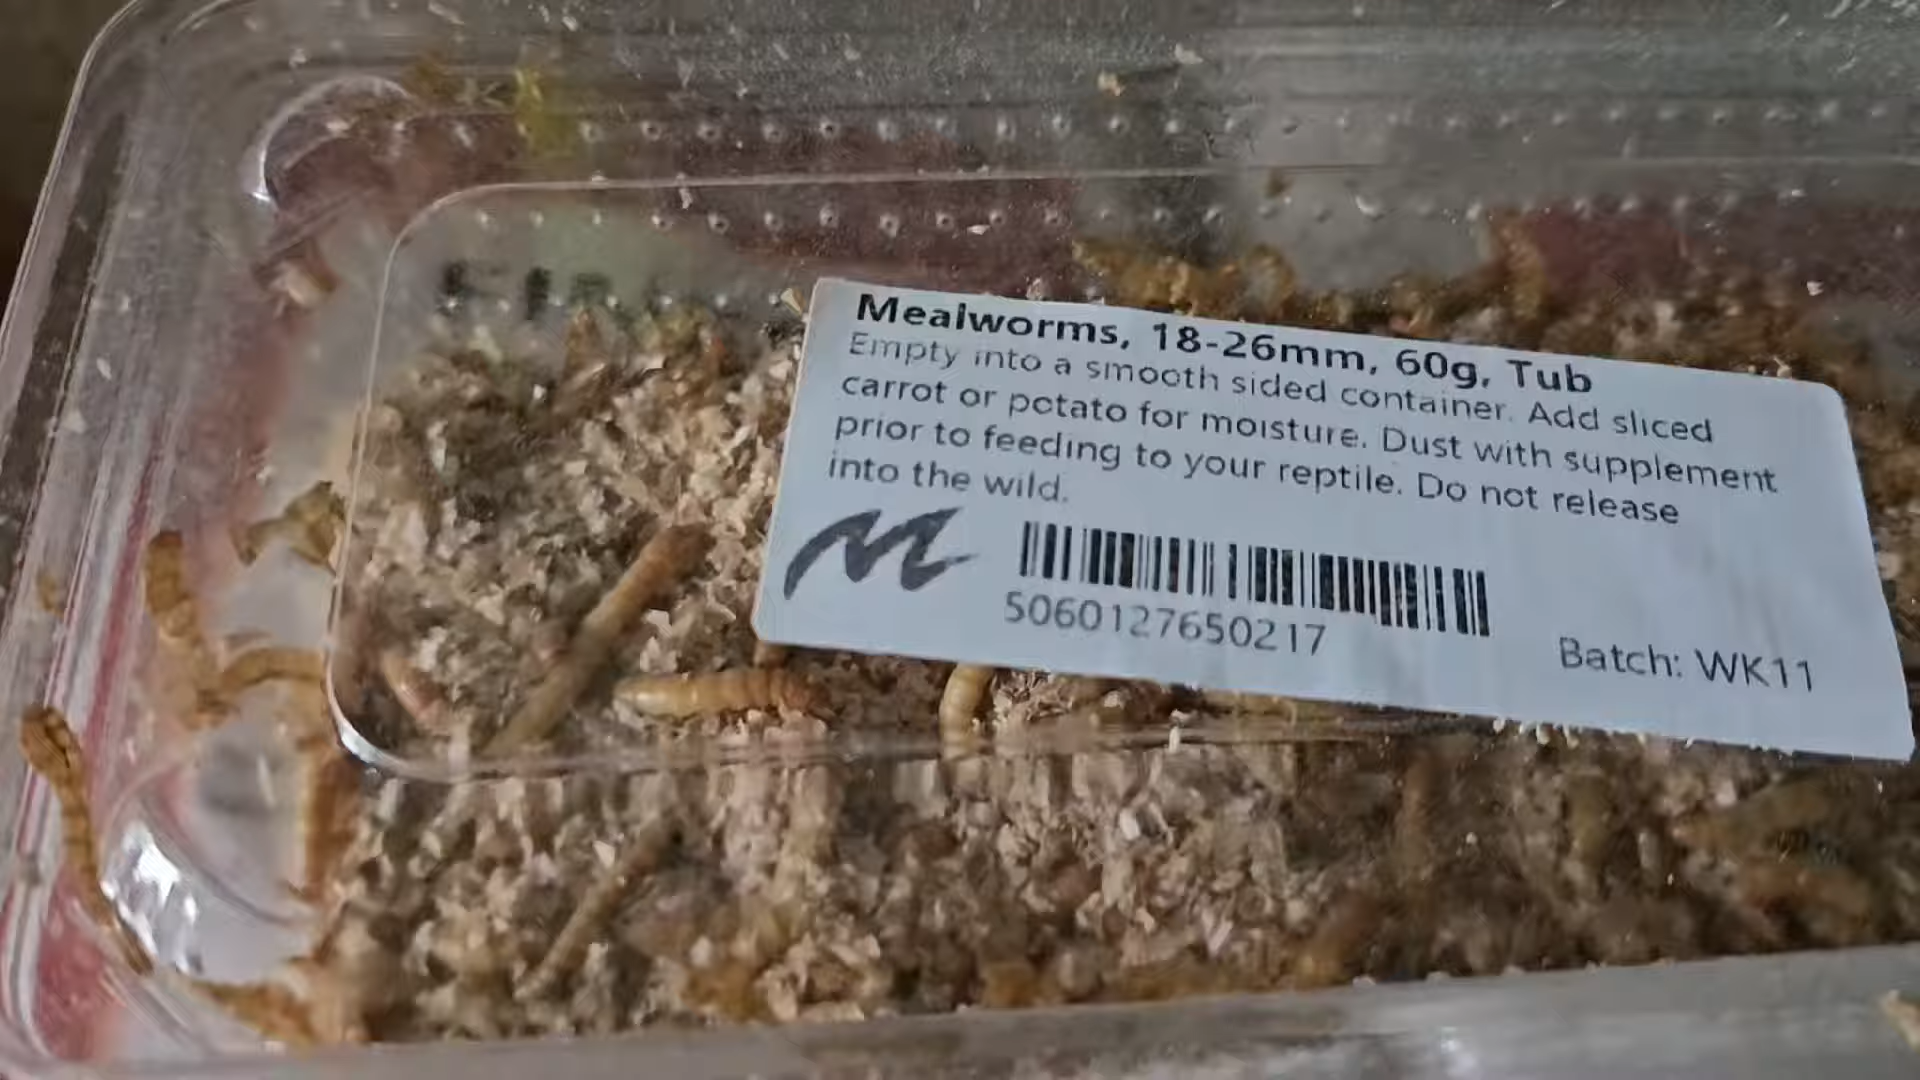 Mealworms, 18-26mm, 60g, Tub
Empty into a smooth sided container. Add sliced
carrot or potato for moisture. Dust with supplement
prior to feeding to your reptile. Do not release
into the wild.
M
5060127650217
Batch: WK11